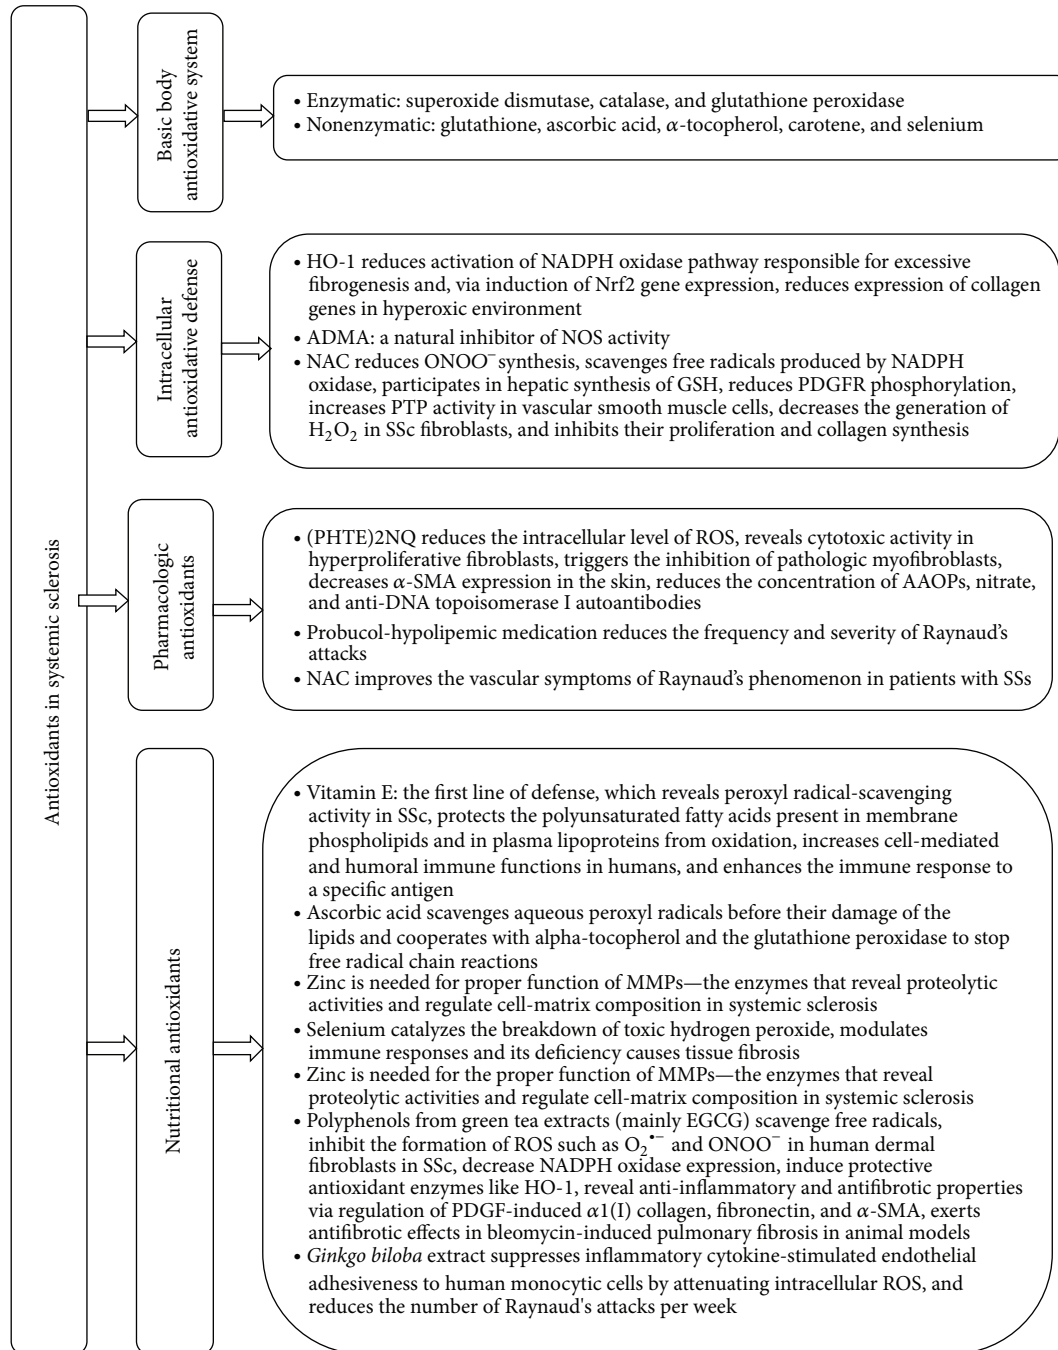 Antioxidants in systemic sclerosis
Basic body
antioxidative system
• Enzymatic: superoxide dismutase, catalase, and glutathione peroxidase
• Nonenzymatic: glutathione, ascorbic acid, α-tocopherol, carotene, and selenium
Intracellular
antioxidative defense
• HO-1 reduces activation of NADPH oxidase pathway responsible for excessive
fibrogenesis and, via induction of Nrf2 gene expression, reduces expression of collagen
genes in hyperoxic environment
• ADMA: a natural inhibitor of NOS activity
• NAC reduces ONOO⁻ synthesis, scavenges free radicals produced by NADPH
oxidase, participates in hepatic synthesis of GSH, reduces PDGFR phosphorylation,
increases PTP activity in vascular smooth muscle cells, decreases the generation of
H₂O₂ in SSc fibroblasts, and inhibits their proliferation and collagen synthesis
Pharmacologic
antioxidants
• (PHTE)2NQ reduces the intracellular level of ROS, reveals cytotoxic activity in
hyperproliferative fibroblasts, triggers the inhibition of pathologic myofibroblasts,
decreases α-SMA expression in the skin, reduces the concentration of AAOPs, nitrate,
and anti-DNA topoisomerase I autoantibodies
• Probucol-hypolipemic medication reduces the frequency and severity of Raynaud's
attacks
• NAC improves the vascular symptoms of Raynaud's phenomenon in patients with SSs
Nutritional antioxidants
• Vitamin E: the first line of defense, which reveals peroxyl radical-scavenging
activity in SSc, protects the polyunsaturated fatty acids present in membrane
phospholipids and in plasma lipoproteins from oxidation, increases cell-mediated
and humoral immune functions in humans, and enhances the immune response to
a specific antigen
• Ascorbic acid scavenges aqueous peroxyl radicals before their damage of the
lipids and cooperates with alpha-tocopherol and the glutathione peroxidase to stop
free radical chain reactions
• Zinc is needed for proper function of MMPs—the enzymes that reveal proteolytic
activities and regulate cell-matrix composition in systemic sclerosis
• Selenium catalyzes the breakdown of toxic hydrogen peroxide, modulates
immune responses and its deficiency causes tissue fibrosis
• Zinc is needed for the proper function of MMPs—the enzymes that reveal
proteolytic activities and regulate cell-matrix composition in systemic sclerosis
• Polyphenols from green tea extracts (mainly EGCG) scavenge free radicals,
inhibit the formation of ROS such as O₂•⁻ and ONOO⁻ in human dermal
fibroblasts in SSc, decrease NADPH oxidase expression, induce protective
antioxidant enzymes like HO-1, reveal anti-inflammatory and antifibrotic properties
via regulation of PDGF-induced α1(I) collagen, fibronectin, and α-SMA, exerts
antifibrotic effects in bleomycin-induced pulmonary fibrosis in animal models
• Ginkgo biloba extract suppresses inflammatory cytokine-stimulated endothelial
adhesiveness to human monocytic cells by attenuating intracellular ROS, and
reduces the number of Raynaud's attacks per week